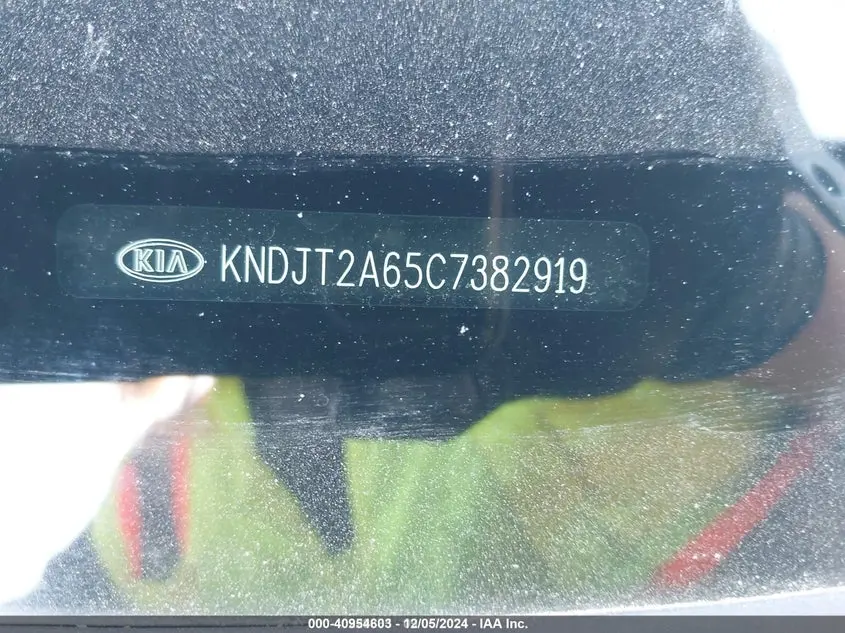 KIA KNDJT2A65C7382919
000-40954603 - 12/05/2024 - IAA Inc.